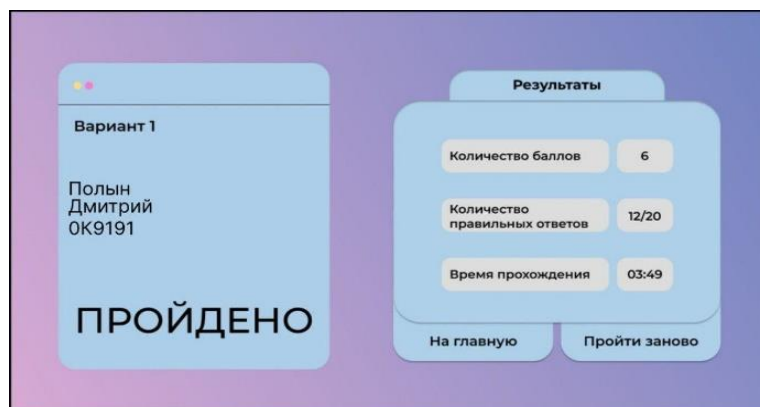 Вариант 1
Полын
Дмитрий
0К9191
ПРОЙДЕНО
Результаты
Количество баллов 6
Количество
правильных ответов 12/20
Время прохождения 03:49
На главную Пройти заново